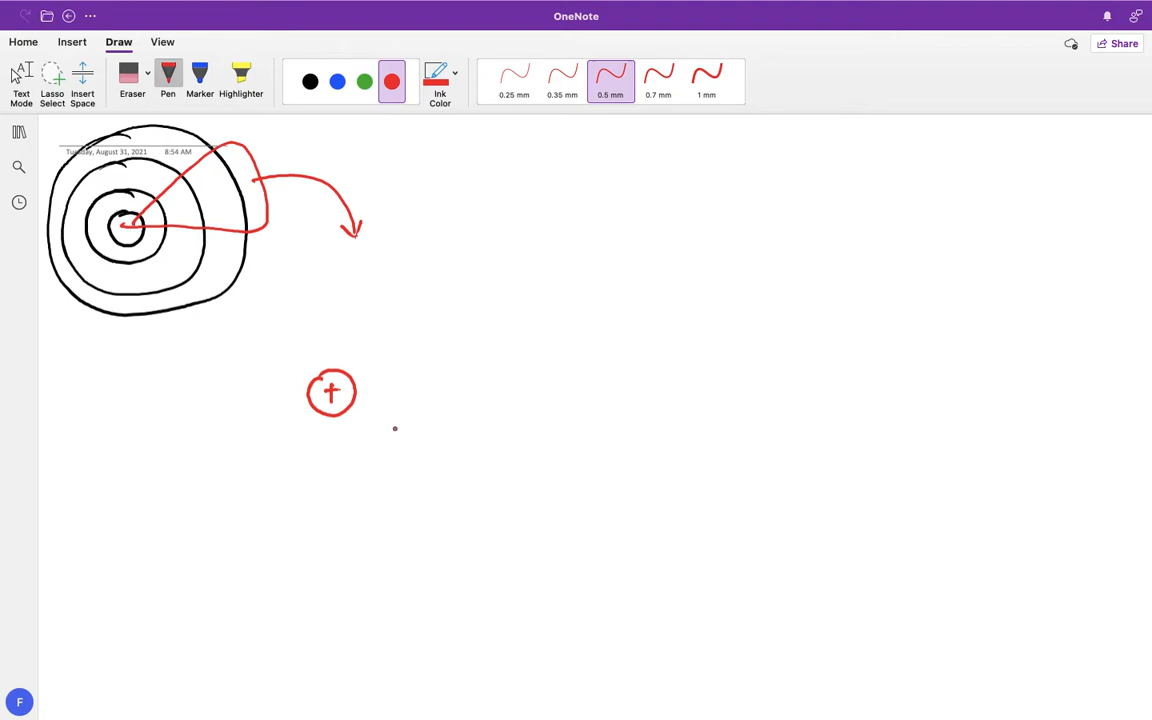 OneNote
Home Insert Draw View
Share
Text Mode
Lasso Select
Insert Space
Eraser
Pen
Marker
Highlighter
Ink Color
0.25 mm
0.35 mm
0.5 mm
0.7 mm
1 mm
Tuesday, August 31, 2021 8:54 AM
+
F